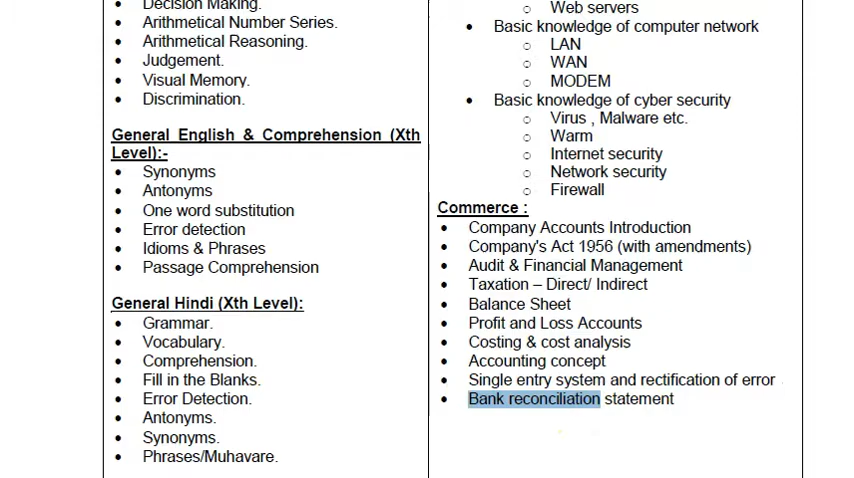 Decision Making.
Arithmetical Number Series.
Arithmetical Reasoning.
Judgement.
Visual Memory.
Discrimination.
General English & Comprehension (Xth
Level):-
Synonyms
Antonyms
One word substitution
Error detection
Idioms & Phrases
Passage Comprehension
General Hindi (Xth Level):
Grammar.
Vocabulary.
Comprehension.
Fill in the Blanks.
Error Detection.
Antonyms.
Synonyms.
Phrases/Muhavare.
Web servers
Basic knowledge of computer network
LAN
WAN
MODEM
Basic knowledge of cyber security
Virus , Malware etc.
Warm
Internet security
Network security
Firewall
Commerce :
Company Accounts Introduction
Company's Act 1956 (with amendments)
Audit & Financial Management
Taxation – Direct/ Indirect
Balance Sheet
Profit and Loss Accounts
Costing & cost analysis
Accounting concept
Single entry system and rectification of error
Bank reconciliation statement